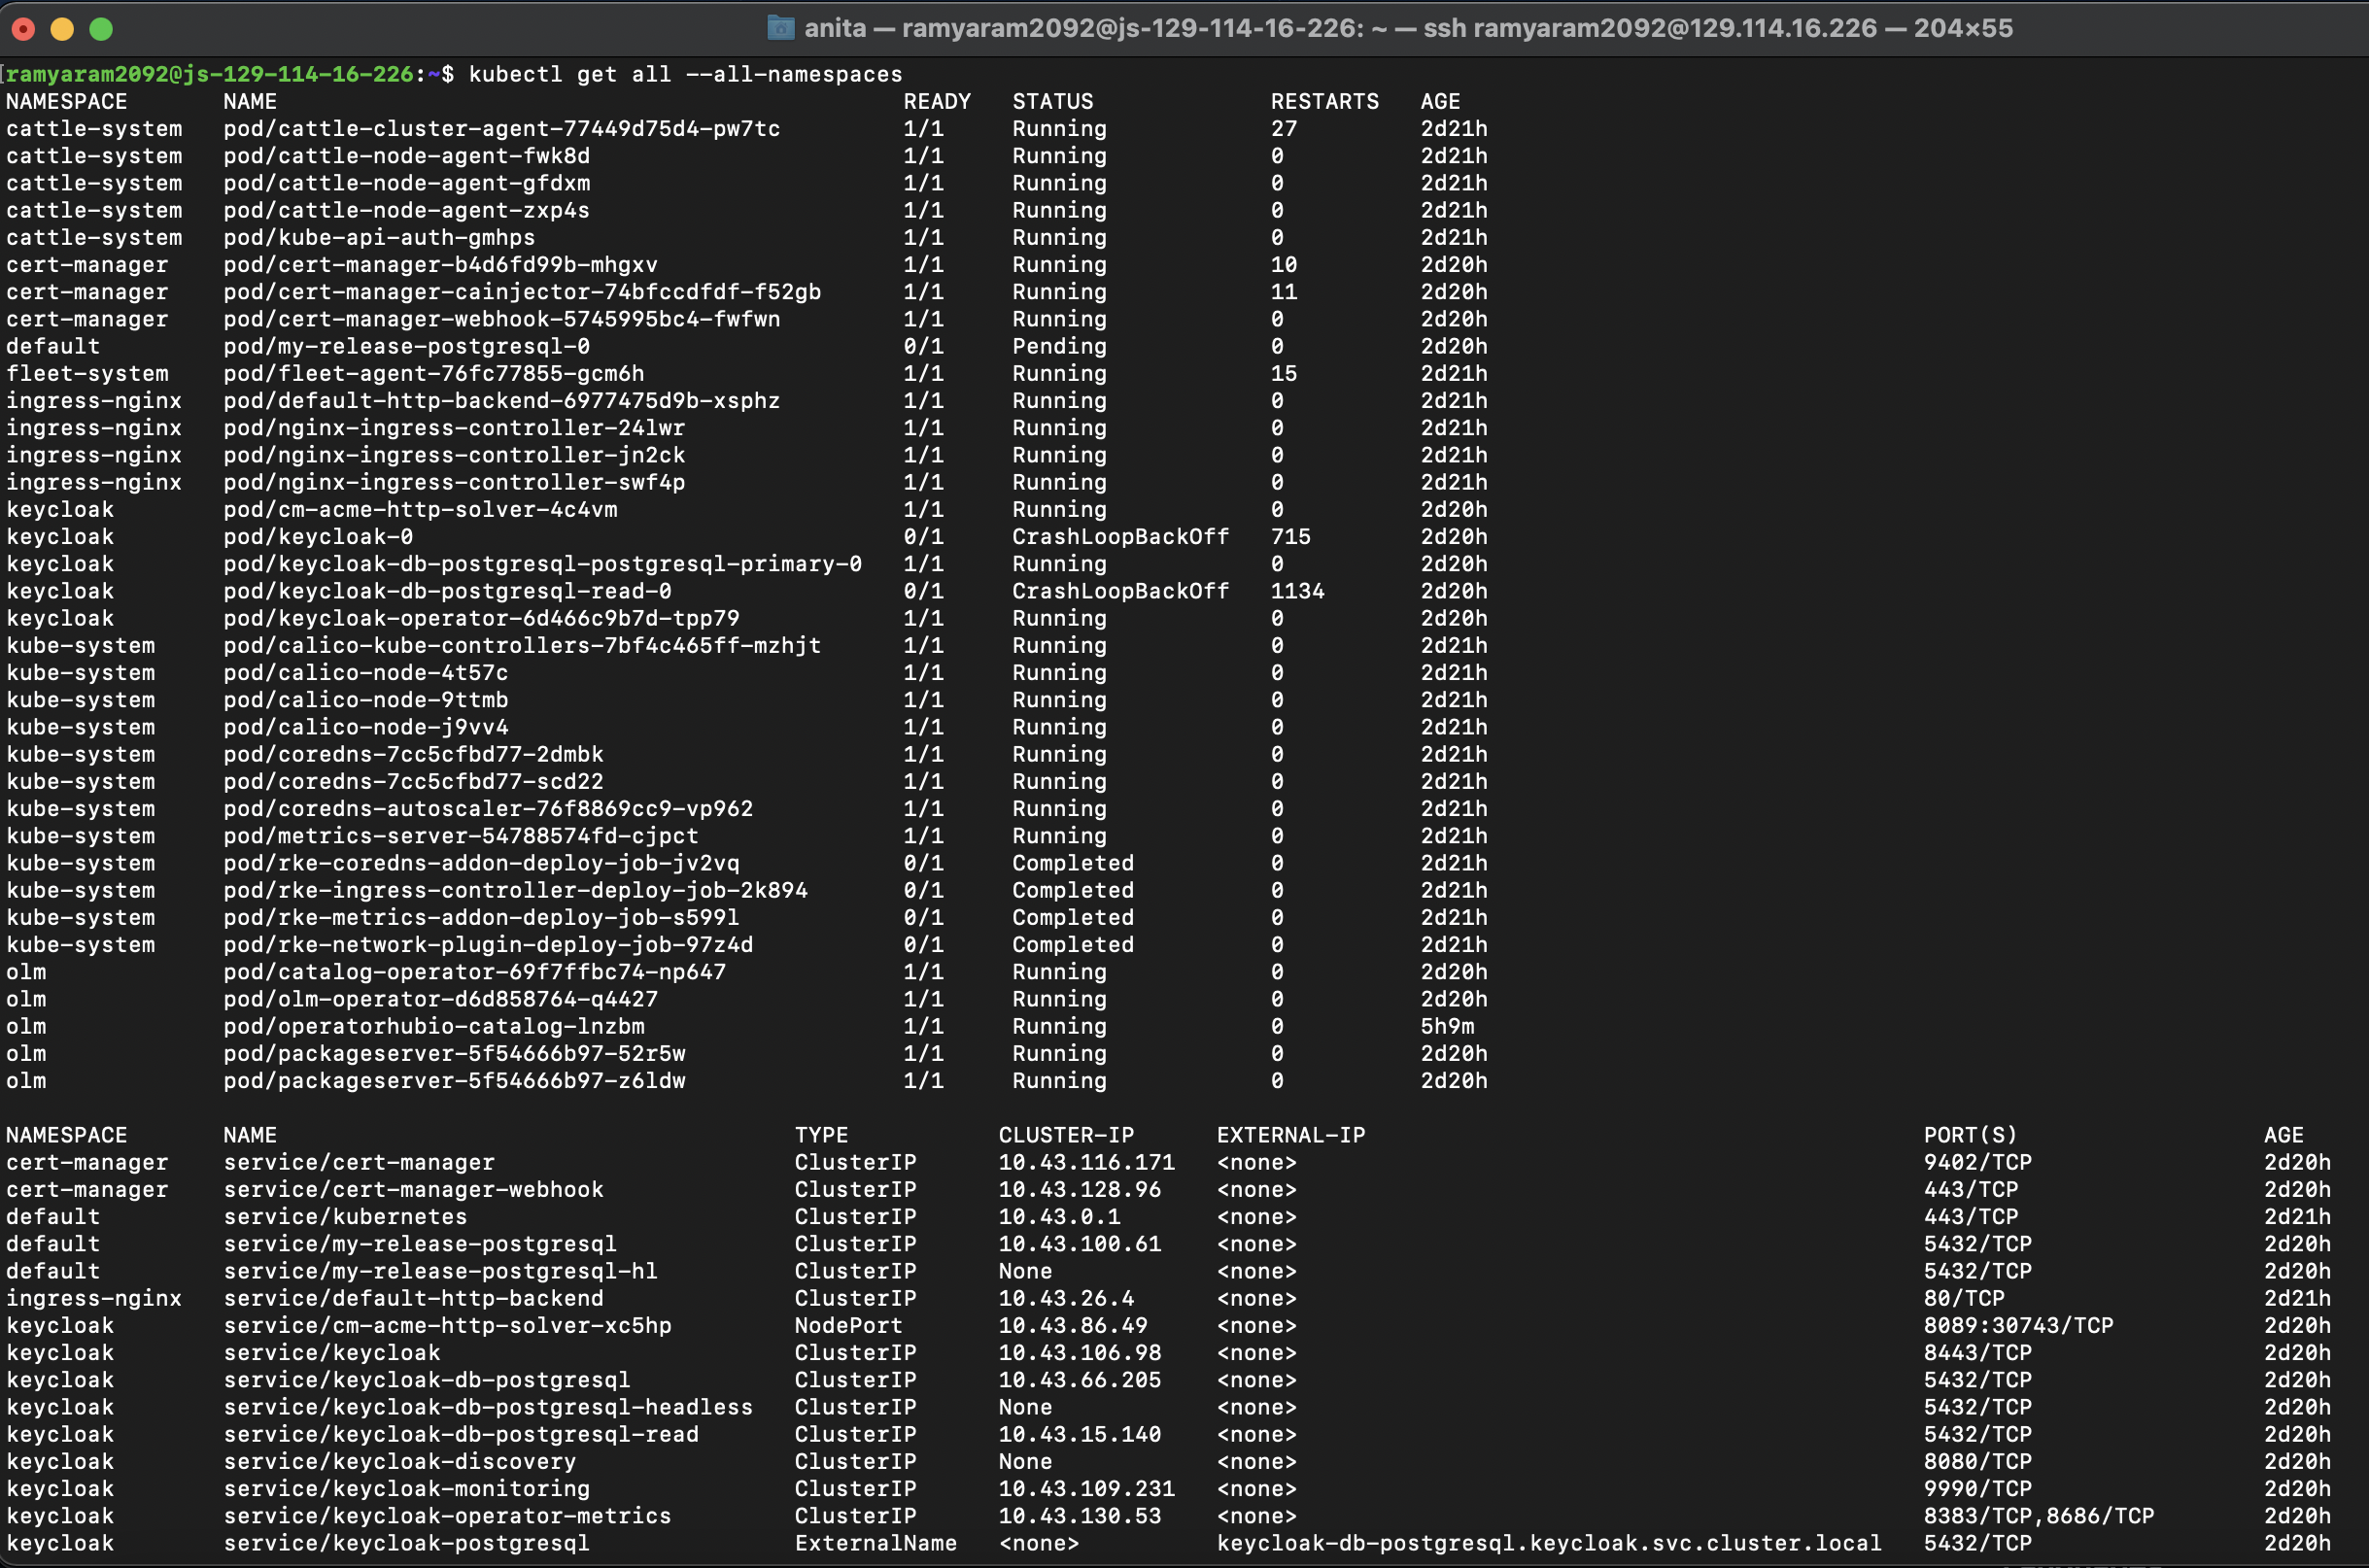 anita — ramyaram2092@js-129-114-16-226: ~ — ssh ramyaram2092@129.114.16.226 — 204×55
[ramyaram2092@js-129-114-16-226:~$ kubectl get all --all-namespaces
NAMESPACE NAME READY STATUS RESTARTS AGE
cattle-system pod/cattle-cluster-agent-77449d75d4-pw7tc 1/1 Running 27 2d21h
cattle-system pod/cattle-node-agent-fwk8d 1/1 Running 0 2d21h
cattle-system pod/cattle-node-agent-gfdxm 1/1 Running 0 2d21h
cattle-system pod/cattle-node-agent-zxp4s 1/1 Running 0 2d21h
cattle-system pod/kube-api-auth-gmhps 1/1 Running 0 2d21h
cert-manager pod/cert-manager-b4d6fd99b-mhgxv 1/1 Running 10 2d20h
cert-manager pod/cert-manager-cainjector-74bfccdfdf-f52gb 1/1 Running 11 2d20h
cert-manager pod/cert-manager-webhook-5745995bc4-fwfwn 1/1 Running 0 2d20h
default pod/my-release-postgresql-0 0/1 Pending 0 2d20h
fleet-system pod/fleet-agent-76fc77855-gcm6h 1/1 Running 15 2d21h
ingress-nginx pod/default-http-backend-6977475d9b-xsphz 1/1 Running 0 2d21h
ingress-nginx pod/nginx-ingress-controller-24lwr 1/1 Running 0 2d21h
ingress-nginx pod/nginx-ingress-controller-jn2ck 1/1 Running 0 2d21h
ingress-nginx pod/nginx-ingress-controller-swf4p 1/1 Running 0 2d21h
keycloak pod/cm-acme-http-solver-4c4vm 1/1 Running 0 2d20h
keycloak pod/keycloak-0 0/1 CrashLoopBackOff 715 2d20h
keycloak pod/keycloak-db-postgresql-postgresql-primary-0 1/1 Running 0 2d20h
keycloak pod/keycloak-db-postgresql-read-0 0/1 CrashLoopBackOff 1134 2d20h
keycloak pod/keycloak-operator-6d466c9b7d-tpp79 1/1 Running 0 2d20h
kube-system pod/calico-kube-controllers-7bf4c465ff-mzhjt 1/1 Running 0 2d21h
kube-system pod/calico-node-4t57c 1/1 Running 0 2d21h
kube-system pod/calico-node-9ttmb 1/1 Running 0 2d21h
kube-system pod/calico-node-j9vv4 1/1 Running 0 2d21h
kube-system pod/coredns-7cc5cfbd77-2dmbk 1/1 Running 0 2d21h
kube-system pod/coredns-7cc5cfbd77-scd22 1/1 Running 0 2d21h
kube-system pod/coredns-autoscaler-76f8869cc9-vp962 1/1 Running 0 2d21h
kube-system pod/metrics-server-54788574fd-cjpct 1/1 Running 0 2d21h
kube-system pod/rke-coredns-addon-deploy-job-jv2vq 0/1 Completed 0 2d21h
kube-system pod/rke-ingress-controller-deploy-job-2k894 0/1 Completed 0 2d21h
kube-system pod/rke-metrics-addon-deploy-job-s599l 0/1 Completed 0 2d21h
kube-system pod/rke-network-plugin-deploy-job-97z4d 0/1 Completed 0 2d21h
olm pod/catalog-operator-69f7ffbc74-np647 1/1 Running 0 2d20h
olm pod/olm-operator-d6d858764-q4427 1/1 Running 0 2d20h
olm pod/operatorhubio-catalog-lnzbm 1/1 Running 0 5h9m
olm pod/packageserver-5f54666b97-52r5w 1/1 Running 0 2d20h
olm pod/packageserver-5f54666b97-z6ldw 1/1 Running 0 2d20h
NAMESPACE NAME TYPE CLUSTER-IP EXTERNAL-IP PORT(S) AGE
cert-manager service/cert-manager ClusterIP 10.43.116.171 <none> 9402/TCP 2d20h
cert-manager service/cert-manager-webhook ClusterIP 10.43.128.96 <none> 443/TCP 2d20h
default service/kubernetes ClusterIP 10.43.0.1 <none> 443/TCP 2d21h
default service/my-release-postgresql ClusterIP 10.43.100.61 <none> 5432/TCP 2d20h
default service/my-release-postgresql-hl ClusterIP None <none> 5432/TCP 2d20h
ingress-nginx service/default-http-backend ClusterIP 10.43.26.4 <none> 80/TCP 2d21h
keycloak service/cm-acme-http-solver-xc5hp NodePort 10.43.86.49 <none> 8089:30743/TCP 2d20h
keycloak service/keycloak ClusterIP 10.43.106.98 <none> 8443/TCP 2d20h
keycloak service/keycloak-db-postgresql ClusterIP 10.43.66.205 <none> 5432/TCP 2d20h
keycloak service/keycloak-db-postgresql-headless ClusterIP None <none> 5432/TCP 2d20h
keycloak service/keycloak-db-postgresql-read ClusterIP 10.43.15.140 <none> 5432/TCP 2d20h
keycloak service/keycloak-discovery ClusterIP None <none> 8080/TCP 2d20h
keycloak service/keycloak-monitoring ClusterIP 10.43.109.231 <none> 9990/TCP 2d20h
keycloak service/keycloak-operator-metrics ClusterIP 10.43.130.53 <none> 8383/TCP,8686/TCP 2d20h
keycloak service/keycloak-postgresql ExternalName <none> keycloak-db-postgresql.keycloak.svc.cluster.local 5432/TCP 2d20h